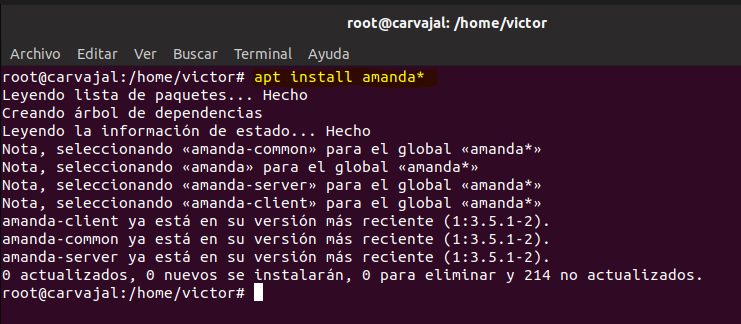 root@carvajal: /home/victor
Archivo Editar Ver Buscar Terminal Ayuda
root@carvajal:/home/victor# apt install amanda*
Leyendo lista de paquetes... Hecho
Creando árbol de dependencias
Leyendo la información de estado... Hecho
Nota, seleccionando «amanda-common» para el global «amanda*»
Nota, seleccionando «amanda» para el global «amanda*»
Nota, seleccionando «amanda-server» para el global «amanda*»
Nota, seleccionando «amanda-client» para el global «amanda*»
amanda-client ya está en su versión más reciente (1:3.5.1-2).
amanda-common ya está en su versión más reciente (1:3.5.1-2).
amanda-server ya está en su versión más reciente (1:3.5.1-2).
0 actualizados, 0 nuevos se instalarán, 0 para eliminar y 214 no actualizados.
root@carvajal:/home/victor#